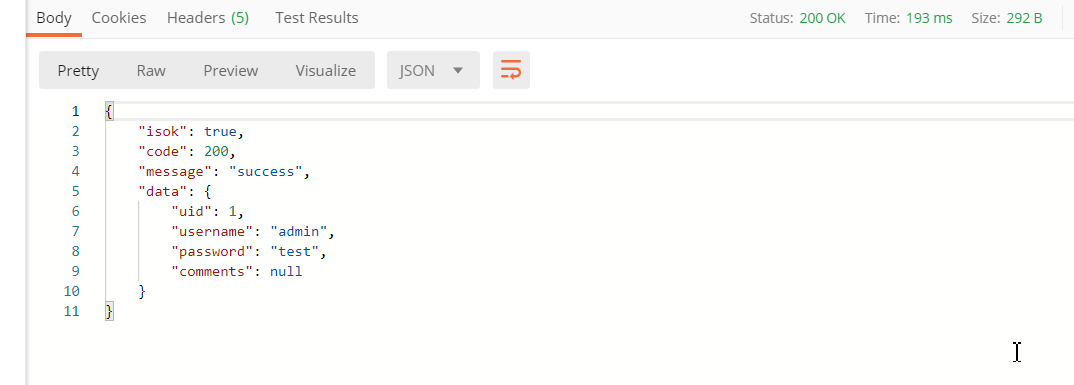 Body Cookies Headers (5) Test Results Status: 200 OK Time: 193 ms Size: 292 B
Pretty Raw Preview Visualize JSON
1 {
2 "isok": true,
3 "code": 200,
4 "message": "success",
5 "data": {
6 "uid": 1,
7 "username": "admin",
8 "password": "test",
9 "comments": null
10 }
11 }